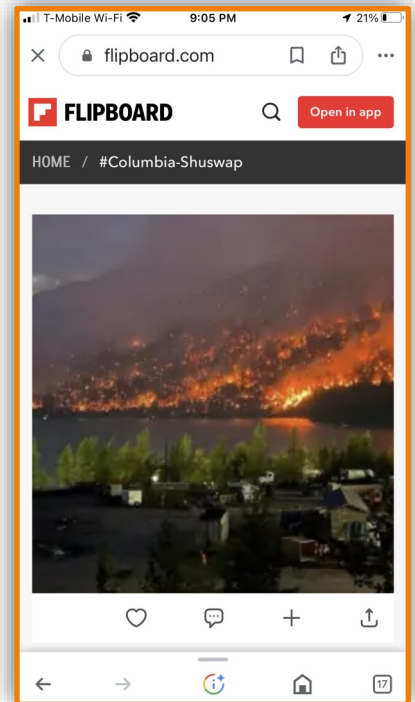 T-Mobile Wi-Fi 9:05 PM 21%
flipboard.com
FLIPBOARD Open in app
HOME / #Columbia-Shuswap
17